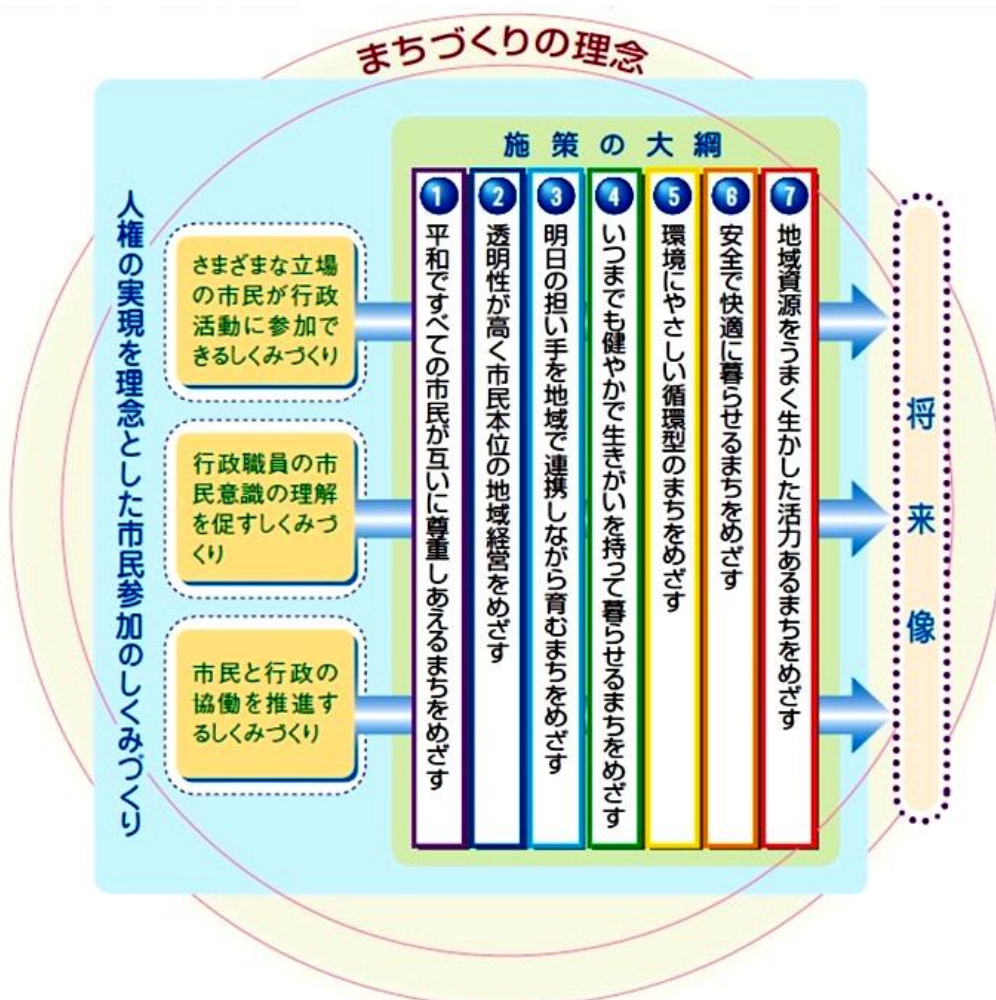 まちづくりの理念
人権の実現を理念とした市民参加のしくみづくり
さまざまな立場
の市民が行政
活動に参加で
きるしくみづくり
行政職員の市
民意識の理解
を促すしくみづ
くり
市民と行政の
協働を推進す
るしくみづくり
施策の大綱
1 平和ですべての市民が互いに尊重しあえるまちをめざす
2 透明性が高く市民本位の地域経営をめざす
3 明日の担い手を地域で連携しながら育むまちをめざす
4 いつまでも健やかで生きがいを持って暮らせるまちをめざす
5 環境にやさしい循環型のまちをめざす
6 安全で快適に暮らせるまちをめざす
7 地域資源をうまく生かした活力あるまちをめざす
将来像